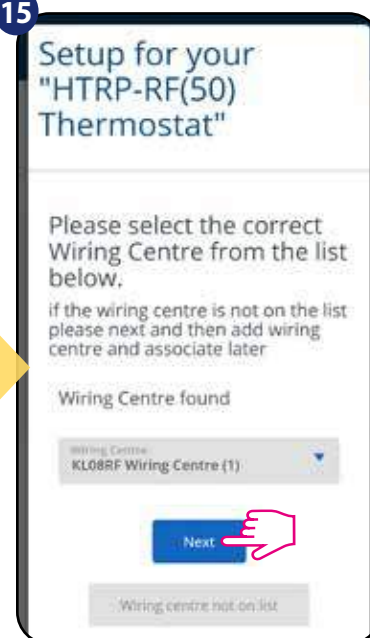 15
Setup for your
"HTRP-RF(50)
Thermostat"
Please select the correct
Wiring Centre from the list
below.
if the wiring centre is not on the list
please next and then add wiring
centre and associate later
Wiring Centre found
Wiring Centre
KL08RF Wiring Centre (1)
Next
Wiring centre not on list